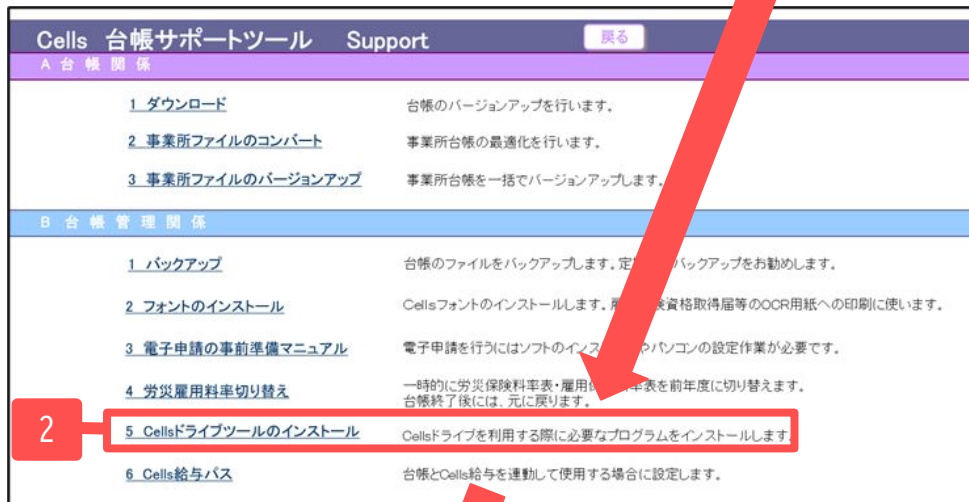 Cells 台帳サポートツール Support 戻る
A 台 帳 関 係
1 ダウンロード 台帳のバージョンアップを行います。
2 事業所ファイルのコンバート 事業所台帳の最適化を行います。
3 事業所ファイルのバージョンアップ 事業所台帳を一括でバージョンアップします。
B 台 帳 管 理 関 係
1 バックアップ 台帳のファイルをバックアップします。定 バックアップをお勧めします。
2 フォントのインストール Cellsフォントのインストールします。 資格取得届等のOCR用紙への印刷に使います。
3 電子申請の事前準備マニュアル 電子申請を行うにはソフトのインス やパソコンの設定作業が必要です。
4 労災雇用料率切り替え 一時的に労災保険料率表・雇用 率表を前年度に切り替えます。
台帳終了後には、元に戻ります。
2
5 Cellsドライブツールのインストール Cellsドライブを利用する際に必要なプログラムをインストールします。
6 Cells給与パス 台帳とCells給与を連動して使用する場合に設定します。